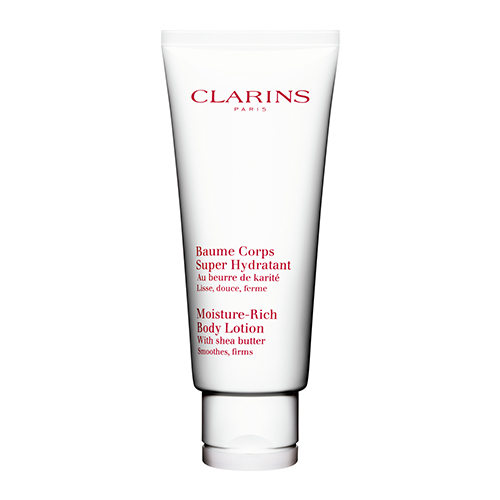 CLARINS
PARIS
Baume Corps
Super Hydratant
Au beurre de karité
Lisse, douce, ferme
Moisture-Rich
Body Lotion
With shea butter
Smoothes, firms